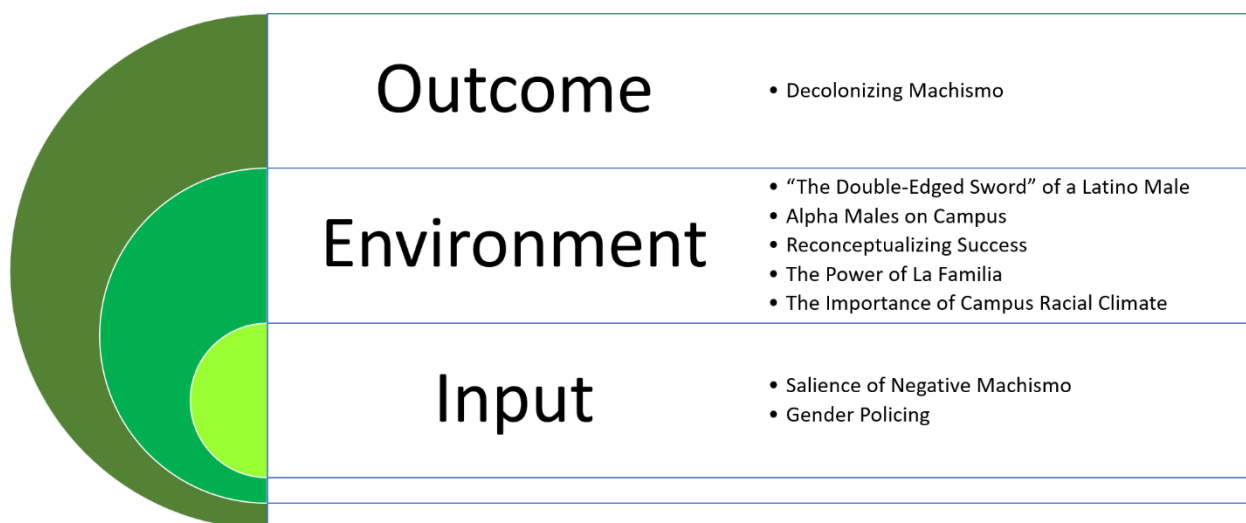 Outcome
• Decolonizing Machismo
Environment
• “The Double-Edged Sword” of a Latino Male
• Alpha Males on Campus
• Reconceptualizing Success
• The Power of La Familia
• The Importance of Campus Racial Climate
Input
• Salience of Negative Machismo
• Gender Policing